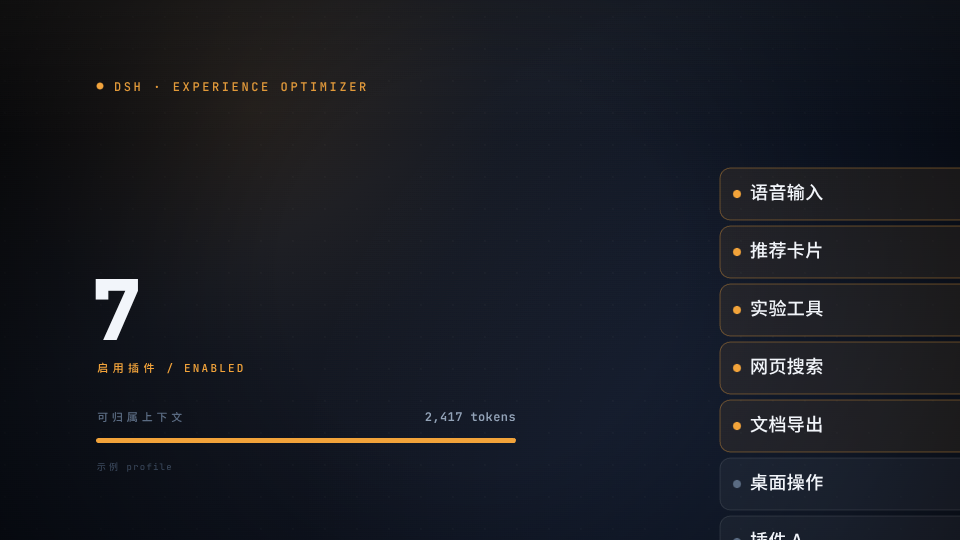 DSH · EXPERIENCE OPTIMIZER
7
启用插件 / ENABLED
可归属上下文
2,417 tokens
示例 profile
语音输入
推荐卡片
实验工具
网页搜索
文档导出
桌面操作
插件 A